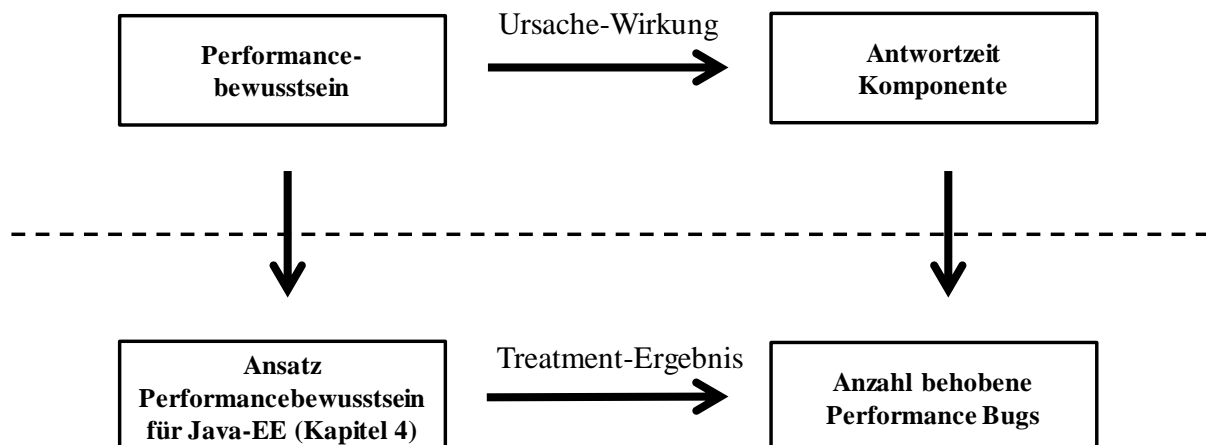 Ursache-Wirkung
Performance-
bewusstsein
Antwortzeit
Komponente
Treatment-Ergebnis
Ansatz
Performancebewusstsein
für Java-EE (Kapitel 4)
Anzahl behobene
Performance Bugs